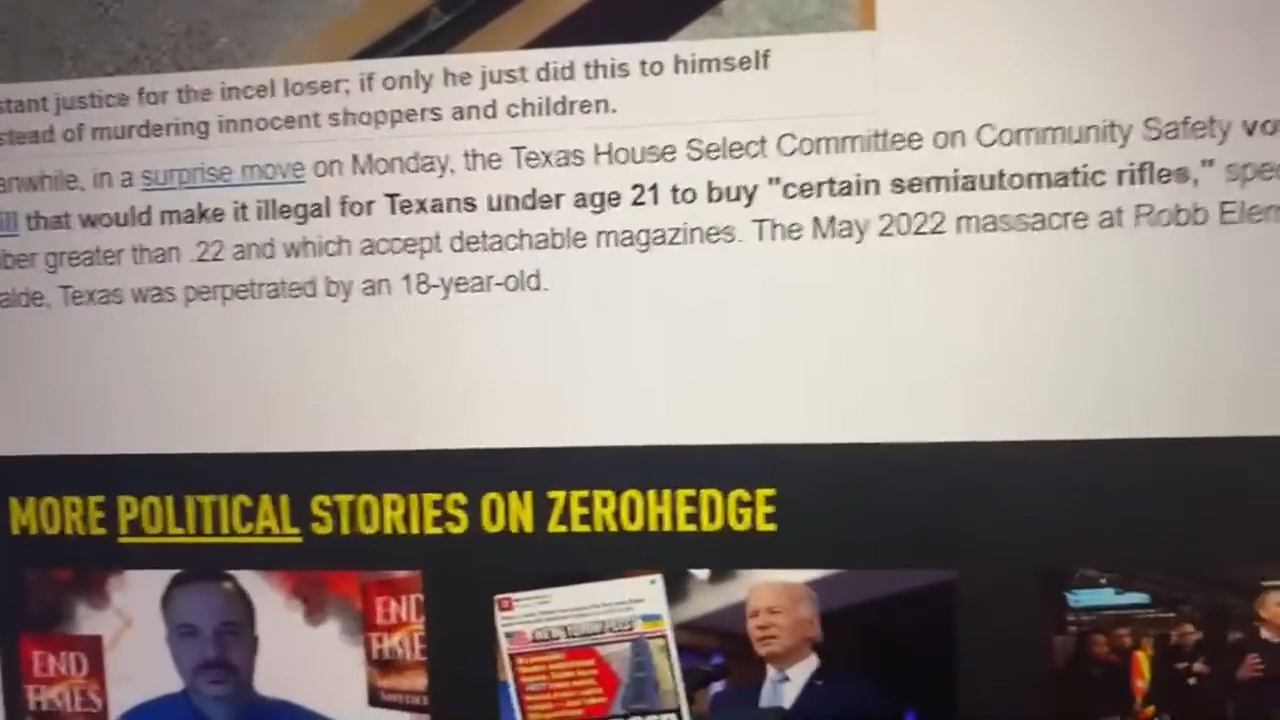 stant justice for the incel loser; if only he just did this to himself
stead of murdering innocent shoppers and children.
anwhile, in a surprise move on Monday, the Texas House Select Committee on Community Safety vo
ill that would make it illegal for Texans under age 21 to buy "certain semiautomatic rifles," spec
iber greater than .22 and which accept detachable magazines. The May 2022 massacre at Robb Elem
alde, Texas was perpetrated by an 18-year-old.
MORE POLITICAL STORIES ON ZEROHEDGE
END TIMES
END TIME